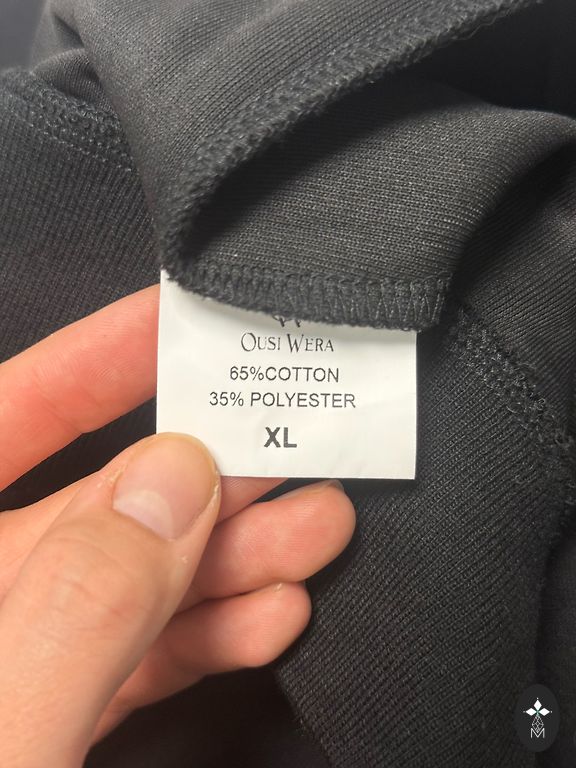 OUSI WERA
65%COTTON
35% POLYESTER
XL
M